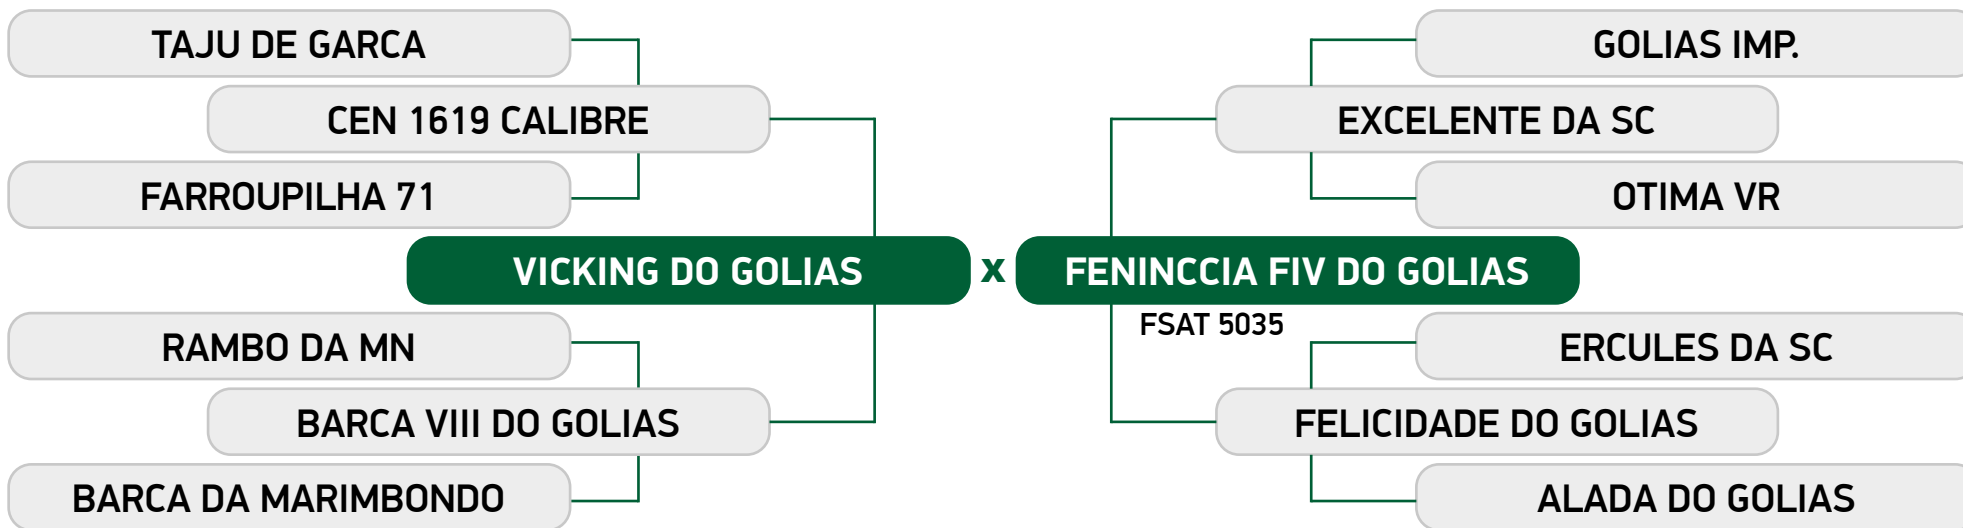 TAJU DE GARCA
GOLIAS IMP.
CEN 1619 CALIBRE
EXCELENTE DA SC
FARROUPILHA 71
OTIMA VR
VICKING DO GOLIAS x FENINCCIA FIV DO GOLIAS
FSAT 5035
RAMBO DA MN
ERCULES DA SC
BARCA VIII DO GOLIAS
FELICIDADE DO GOLIAS
BARCA DA MARIMBONDO
ALADA DO GOLIAS